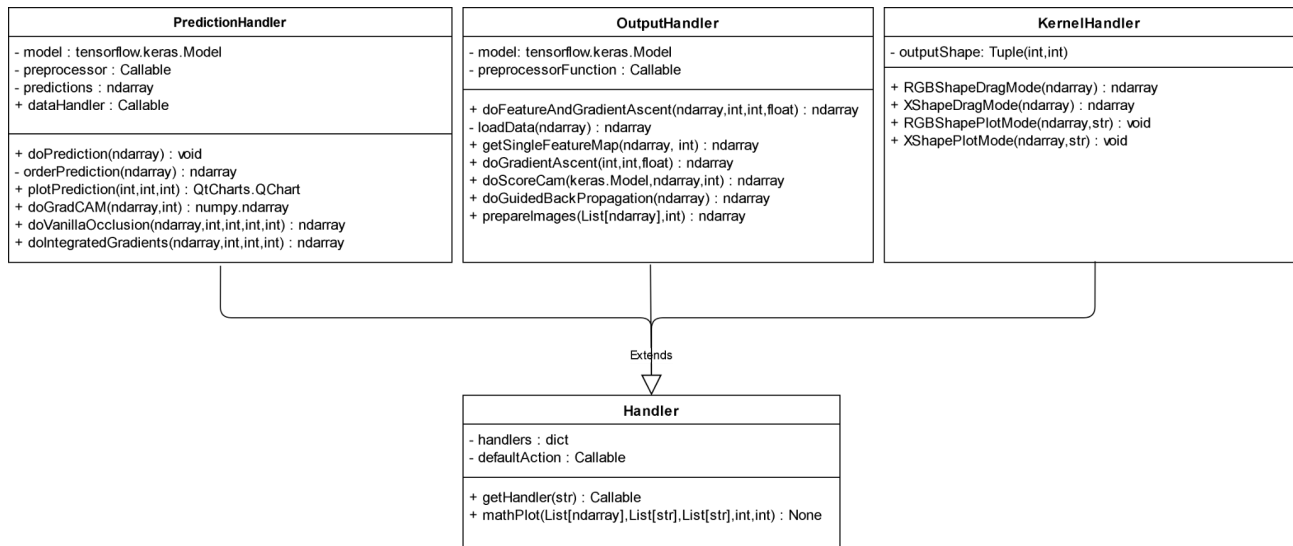 PredictionHandler
- model : tensorflow.keras.Model
- preprocessor : Callable
- predictions : ndarray
+ dataHandler : Callable
+ doPrediction(ndarray) : void
- orderPrediction(ndarray) : ndarray
+ plotPrediction(int,int,int) : QtCharts.QChart
+ doGradCAM(ndarray,int) : numpy.ndarray
+ doVanillaOcclusion(ndarray,int,int,int,int) : ndarray
+ doIntegratedGradients(ndarray,int,int,int) : ndarray
OutputHandler
- model: tensorflow.keras.Model
- preprocessorFunction : Callable
+ doFeatureAndGradientAscent(ndarray,int,int,float) : ndarray
- loadData(ndarray) : ndarray
+ getSingleFeatureMap(ndarray, int) : ndarray
+ doGradientAscent(int,int,float) : ndarray
+ doScoreCam(keras.Model,ndarray,int) : ndarray
+ doGuidedBackPropagation(ndarray) : ndarray
+ prepareImages(List[ndarray],int) : ndarray
KernelHandler
- outputShape: Tuple(int,int)
+ RGBShapeDragMode(ndarray) : ndarray
+ XShapeDragMode(ndarray) : ndarray
+ RGBShapePlotMode(ndarray,str) : void
+ XShapePlotMode(ndarray,str) : void
Extends
Handler
- handlers : dict
- defaultAction : Callable
+ getHandler(str) : Callable
+ mathPlot(List[ndarray],List[str],List[str],int,int) : None